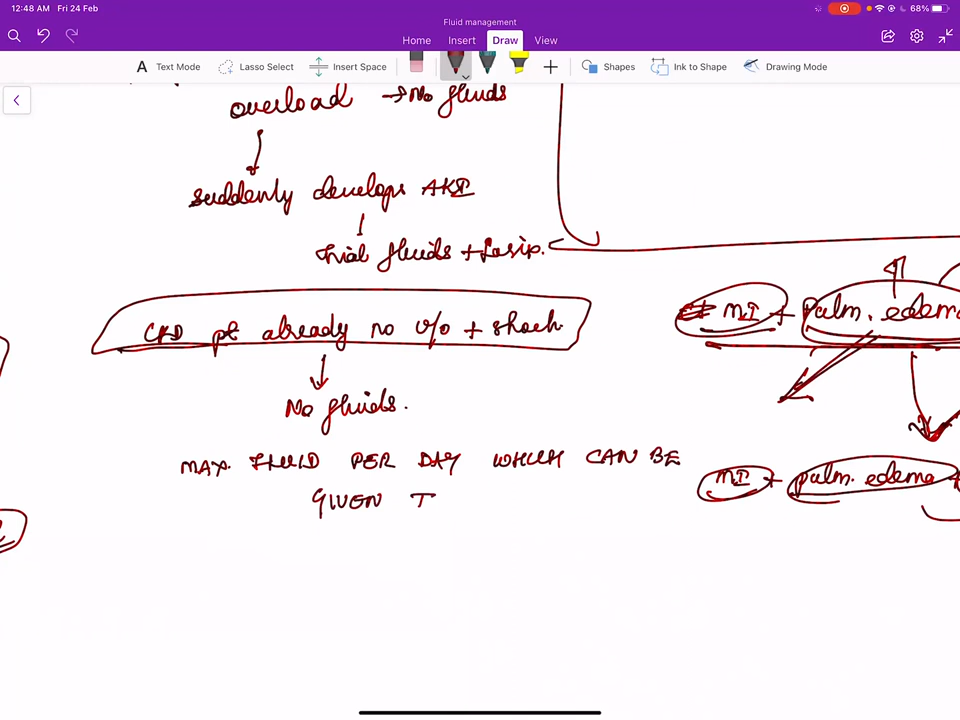 12:48 AM Fri 24 Feb 68%
Fluid management
Home Insert Draw View
Text Mode Lasso Select Insert Space Shapes Ink to Shape Drawing Mode
overload → No fluids
suddenly develops AKI
Trial fluids + Lasix.
CKD pt already no u/o + shock
No fluids.
MI + pulm. edema
MAX. FLUID PER DAY WHICH CAN BE
GIVEN T
MI + pulm. edema +